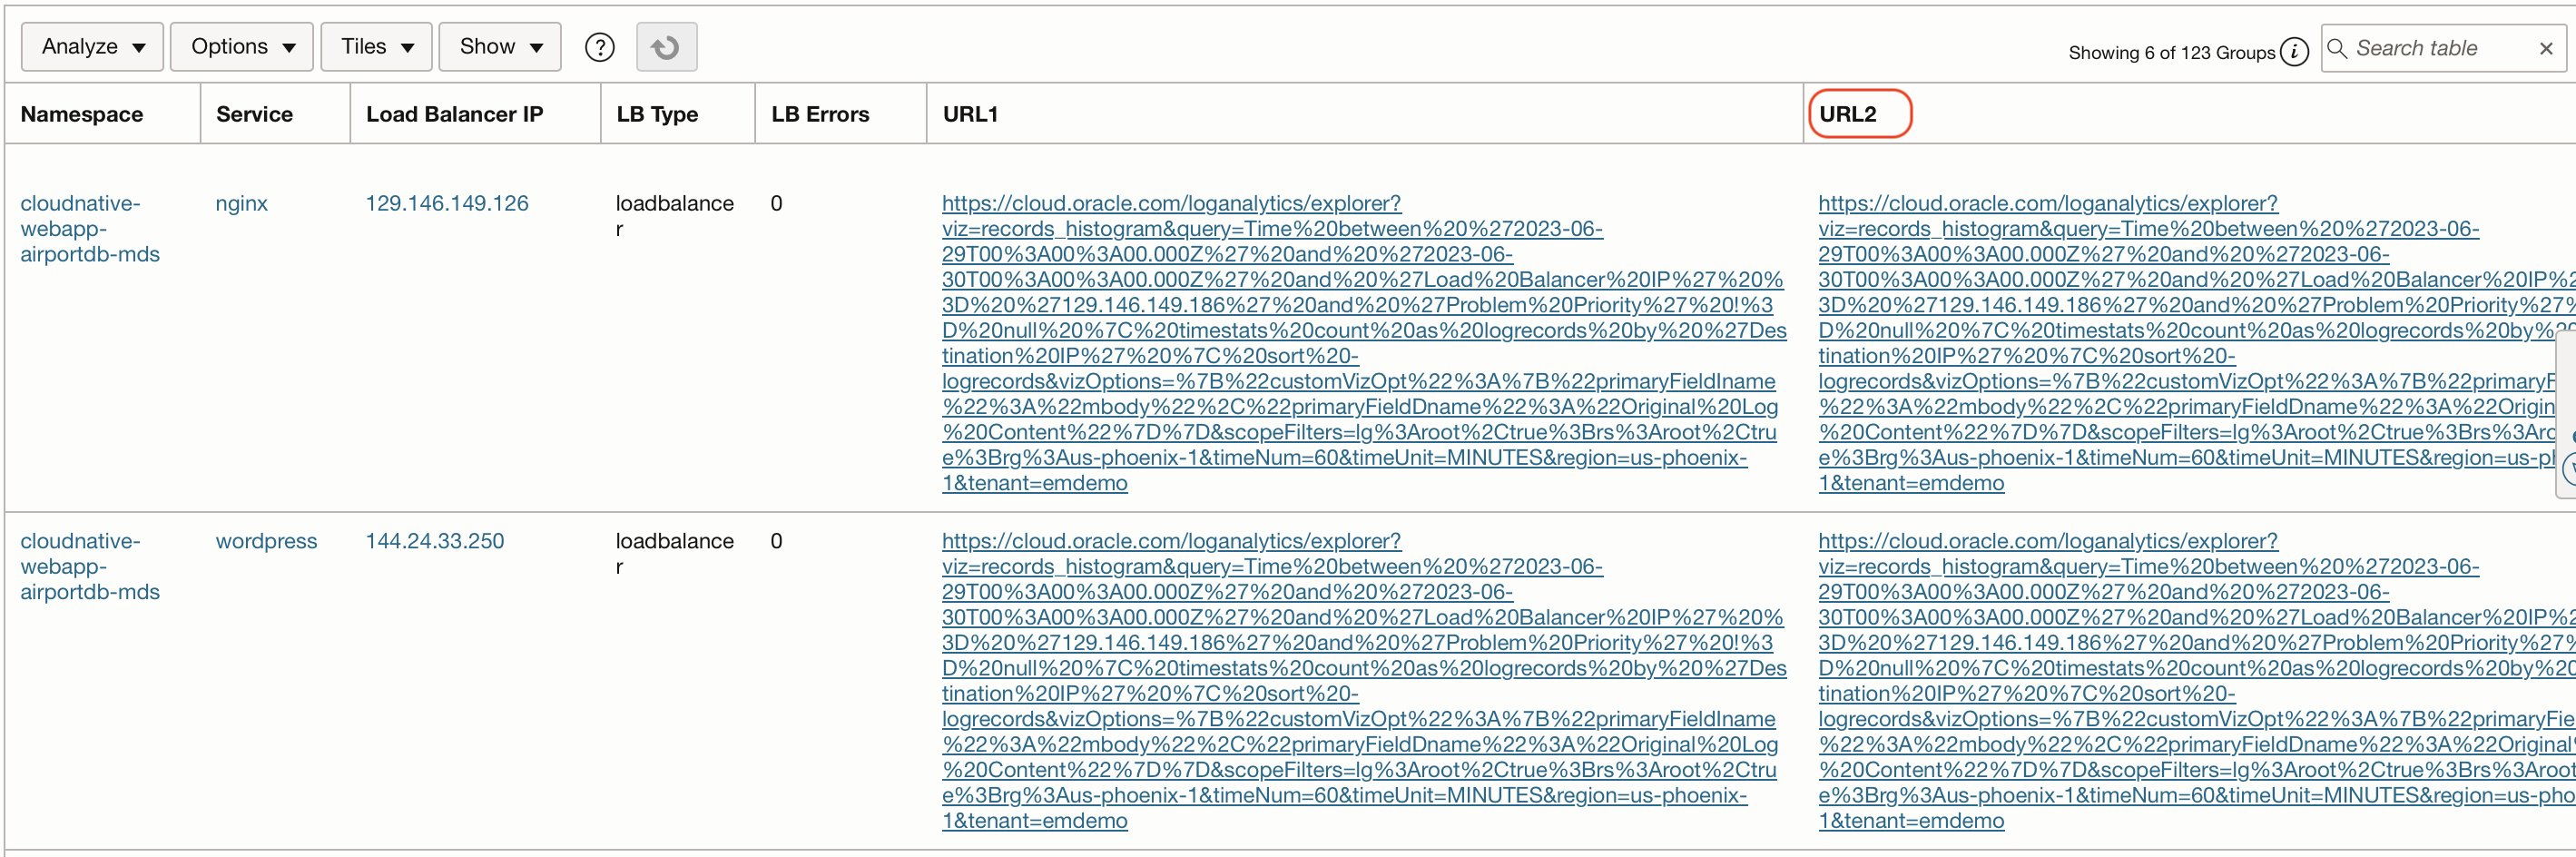 Analyze Options Tiles Show ? Showing 6 of 123 Groups i Search table ×
Namespace Service Load Balancer IP LB Type LB Errors URL1 URL2
cloudnative-
webapp-
airportdb-mds
nginx
129.146.149.126
loadbalance
r
0
https://cloud.oracle.com/loganalytics/explorer?
viz=records_histogram&query=Time%20between%20%272023-06-
29T00%3A00%3A00.000Z%27%20and%20%272023-06-
30T00%3A00%3A00.000Z%27%20and%20%27Load%20Balancer%20IP%27%20%
3D%20%27129.146.149.186%27%20and%20%27Problem%20Priority%27%20!%3
D%20null%20%7C%20timestats%20count%20as%20logrecords%20by%20%27Des
tination%20IP%27%20%7C%20sort%20-
logrecords&vizOptions=%7B%22customVizOpt%22%3A%7B%22primaryFieldIname
%22%3A%22mbody%22%2C%22primaryFieldDname%22%3A%22Original%20Log
%20Content%22%7D%7D&scopeFilters=lg%3Aroot%2Ctrue%3Brs%3Aroot%2Ctru
e%3Brg%3Aus-phoenix-1&timeNum=60&timeUnit=MINUTES&region=us-phoenix-
1&tenant=emdemo
https://cloud.oracle.com/loganalytics/explorer?
viz=records_histogram&query=Time%20between%20%272023-06-
29T00%3A00%3A00.000Z%27%20and%20%272023-06-
30T00%3A00%3A00.000Z%27%20and%20%27Load%20Balancer%20IP%2
3D%20%27129.146.149.186%27%20and%20%27Problem%20Priority%27%
D%20null%20%7C%20timestats%20count%20as%20logrecords%20by%20
tination%20IP%27%20%7C%20sort%20-
logrecords&vizOptions=%7B%22customVizOpt%22%3A%7B%22primaryF
%22%3A%22mbody%22%2C%22primaryFieldDname%22%3A%22Origin
%20Content%22%7D%7D&scopeFilters=lg%3Aroot%2Ctrue%3Brs%3Aro
e%3Brg%3Aus-phoenix-1&timeNum=60&timeUnit=MINUTES&region=us-ph
1&tenant=emdemo
cloudnative-
webapp-
airportdb-mds
wordpress
144.24.33.250
loadbalance
r
0
https://cloud.oracle.com/loganalytics/explorer?
viz=records_histogram&query=Time%20between%20%272023-06-
29T00%3A00%3A00.000Z%27%20and%20%272023-06-
30T00%3A00%3A00.000Z%27%20and%20%27Load%20Balancer%20IP%27%20%
3D%20%27129.146.149.186%27%20and%20%27Problem%20Priority%27%20!%3
D%20null%20%7C%20timestats%20count%20as%20logrecords%20by%20%27Des
tination%20IP%27%20%7C%20sort%20-
logrecords&vizOptions=%7B%22customVizOpt%22%3A%7B%22primaryFieldIname
%22%3A%22mbody%22%2C%22primaryFieldDname%22%3A%22Original%20Log
%20Content%22%7D%7D&scopeFilters=lg%3Aroot%2Ctrue%3Brs%3Aroot%2Ctru
e%3Brg%3Aus-phoenix-1&timeNum=60&timeUnit=MINUTES&region=us-phoenix-
1&tenant=emdemo
https://cloud.oracle.com/loganalytics/explorer?
viz=records_histogram&query=Time%20between%20%272023-06-
29T00%3A00%3A00.000Z%27%20and%20%272023-06-
30T00%3A00%3A00.000Z%27%20and%20%27Load%20Balancer%20IP%2
3D%20%27129.146.149.186%27%20and%20%27Problem%20Priority%27%
D%20null%20%7C%20timestats%20count%20as%20logrecords%20by%20
tination%20IP%27%20%7C%20sort%20-
logrecords&vizOptions=%7B%22customVizOpt%22%3A%7B%22primaryFie
%22%3A%22mbody%22%2C%22primaryFieldDname%22%3A%22Original
%20Content%22%7D%7D&scopeFilters=lg%3Aroot%2Ctrue%3Brs%3Aroot
e%3Brg%3Aus-phoenix-1&timeNum=60&timeUnit=MINUTES&region=us-pho
1&tenant=emdemo